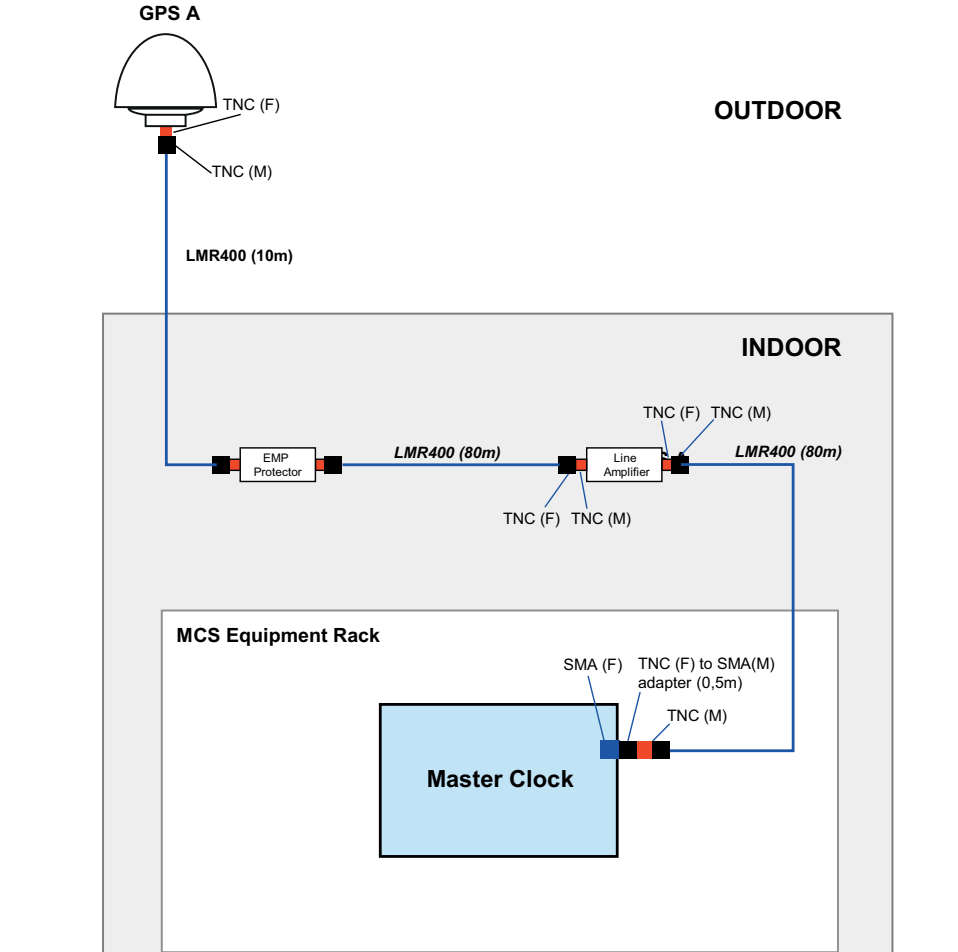 GPS A
TNC (F)
OUTDOOR
TNC (M)
LMR400 (10m)
INDOOR
TNC (F) TNC (M)
LMR400 (80m)
LMR400 (80m)
EMP
Protector
Line
Amplifier
TNC (F) TNC (M)
MCS Equipment Rack
SMA (F)
TNC (F) to SMA(M)
adapter (0,5m)
TNC (M)
Master Clock